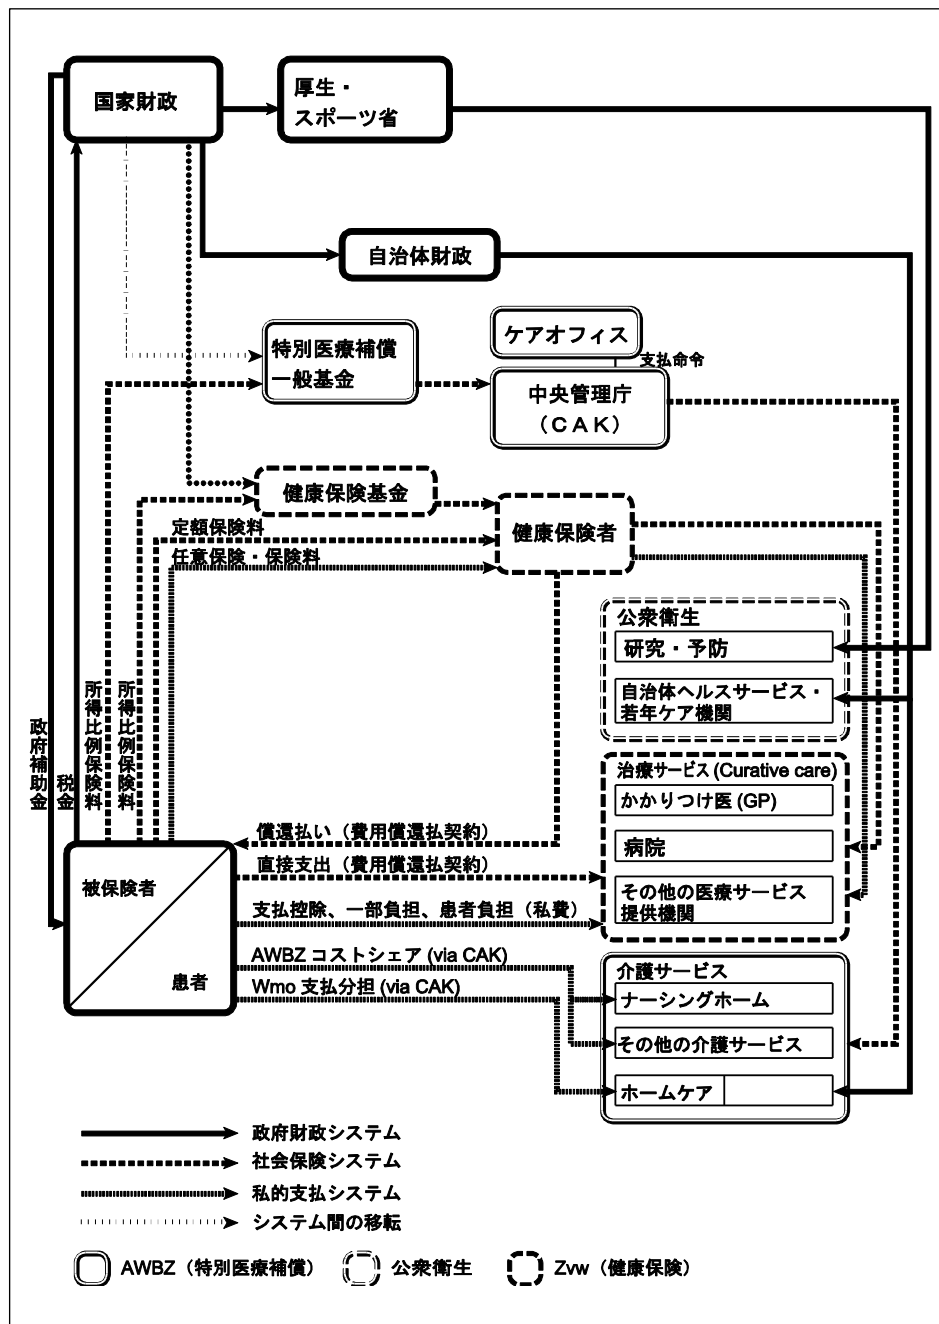 国家財政
厚生・
スポーツ省
自治体財政
特別医療補償
一般基金
ケアオフィス
支払命令
中央管理庁
(CAK)
健康保険基金
健康保険者
定額保険料
任意保険・保険料
公衆衛生
研究・予防
自治体ヘルスサービス・
若年ケア機関
政府補助金
税金
所得比例保険料
所得比例保険料
治療サービス(Curative care)
かかりつけ医(GP)
病院
その他の医療サービス
提供機関
償還払い(費用償還払契約)
直接支出(費用償還払契約)
支払控除、一部負担、患者負担(私費)
AWBZ コストシェア(via CAK)
Wmo 支払分担(via CAK)
被保険者
患者
介護サービス
ナーシングホーム
その他の介護サービス
ホームケア
政府財政システム
社会保険システム
私的支払システム
システム間の移転
AWBZ(特別医療補償)
公衆衛生
Zvw(健康保険)